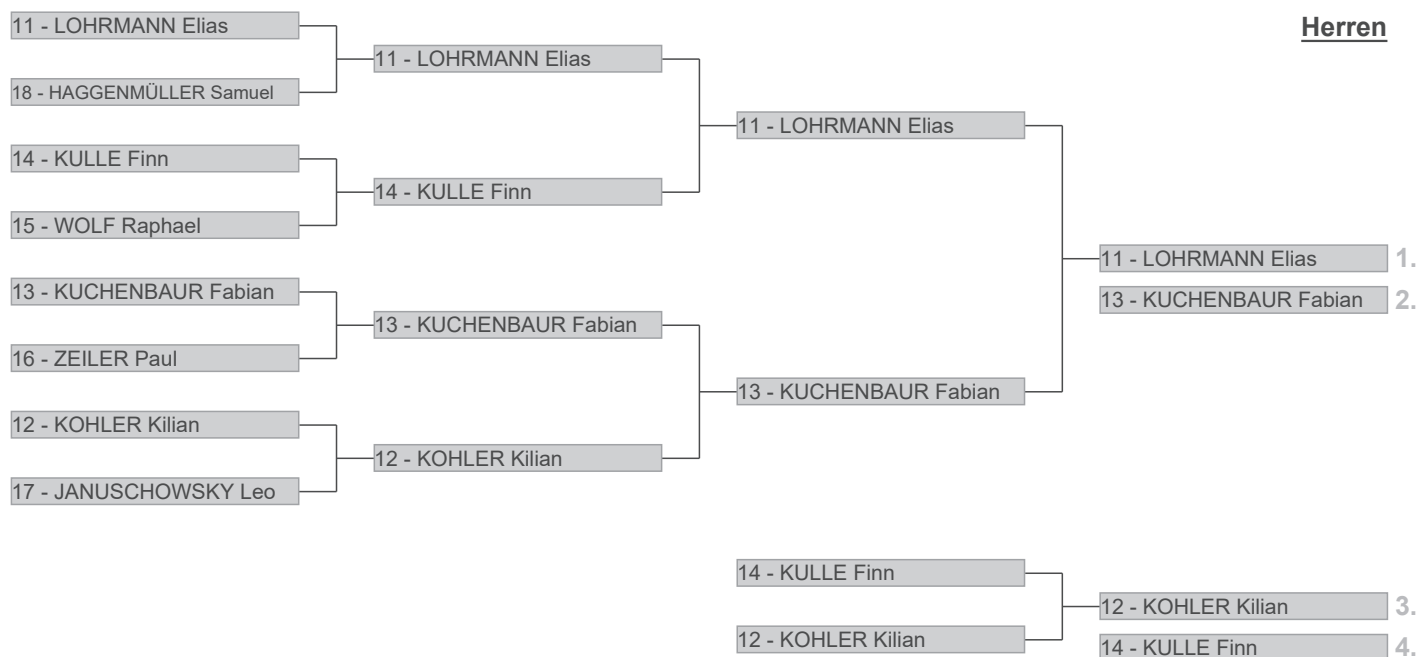 Herren
11 - LOHRMANN Elias
18 - HAGGENMÜLLER Samuel
14 - KULLE Finn
15 - WOLF Raphael
13 - KUCHENBAUR Fabian
16 - ZEILER Paul
12 - KOHLER Kilian
17 - JANUSCHOWSKY Leo
11 - LOHRMANN Elias
14 - KULLE Finn
13 - KUCHENBAUR Fabian
12 - KOHLER Kilian
11 - LOHRMANN Elias
13 - KUCHENBAUR Fabian
11 - LOHRMANN Elias 1.
13 - KUCHENBAUR Fabian 2.
14 - KULLE Finn
12 - KOHLER Kilian
12 - KOHLER Kilian 3.
14 - KULLE Finn 4.